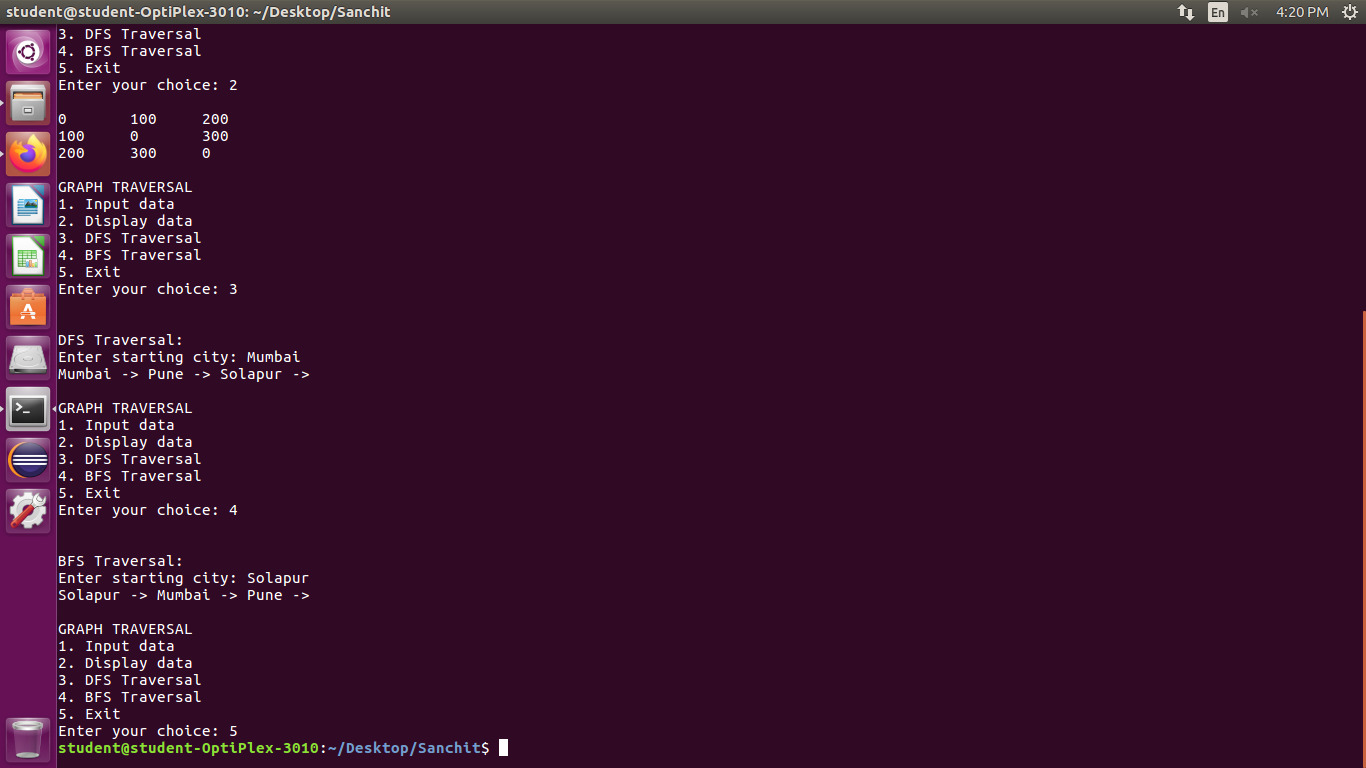 student@student-OptiPlex-3010: ~/Desktop/Sanchit En 4:20 PM
3. DFS Traversal
4. BFS Traversal
5. Exit
Enter your choice: 2
0 100 200
100 0 300
200 300 0
GRAPH TRAVERSAL
1. Input data
2. Display data
3. DFS Traversal
4. BFS Traversal
5. Exit
Enter your choice: 3
DFS Traversal:
Enter starting city: Mumbai
Mumbai -> Pune -> Solapur ->
GRAPH TRAVERSAL
1. Input data
2. Display data
3. DFS Traversal
4. BFS Traversal
5. Exit
Enter your choice: 4
BFS Traversal:
Enter starting city: Solapur
Solapur -> Mumbai -> Pune ->
GRAPH TRAVERSAL
1. Input data
2. Display data
3. DFS Traversal
4. BFS Traversal
5. Exit
Enter your choice: 5
student@student-OptiPlex-3010:~/Desktop/Sanchit$